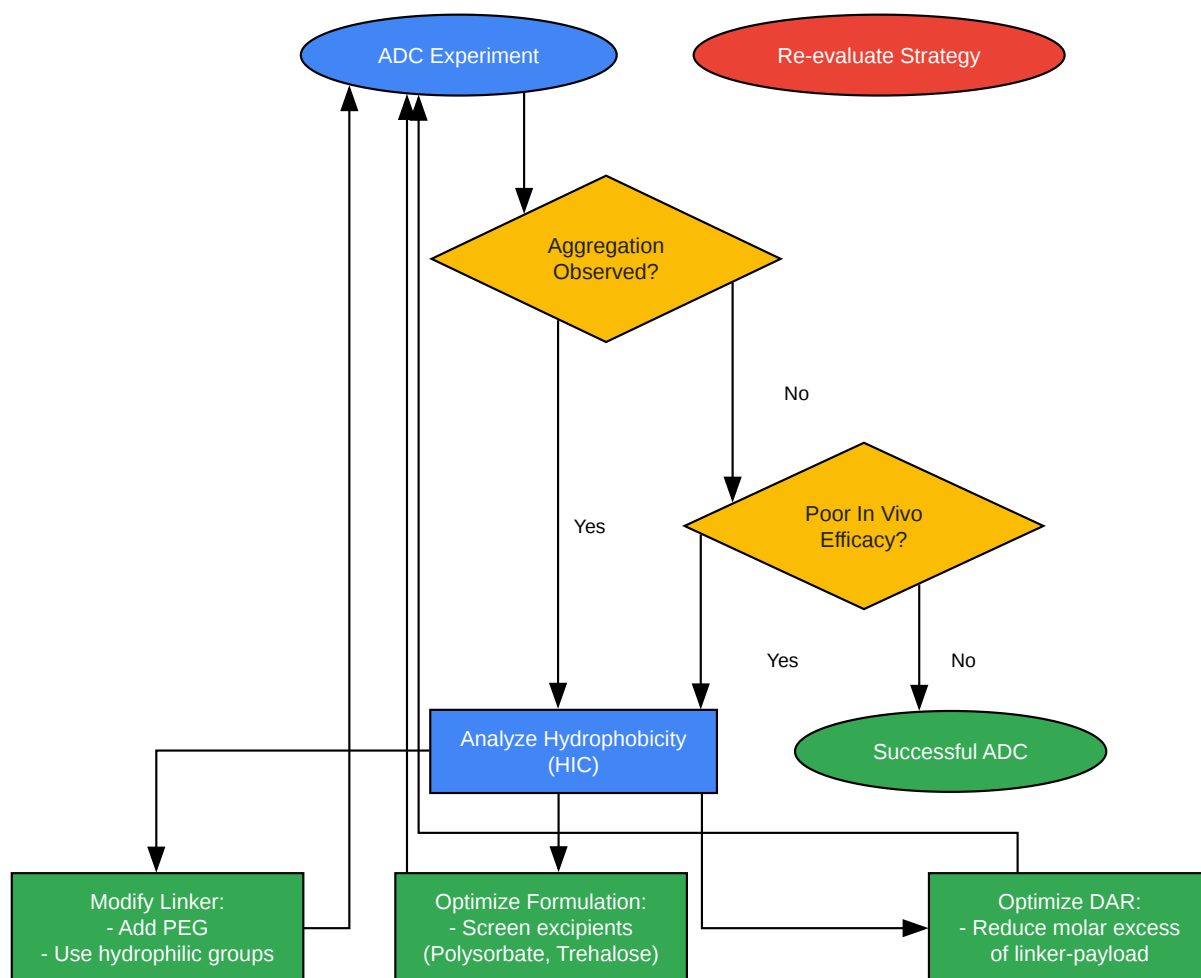 ADC Experiment
Re-evaluate Strategy
Aggregation
Observed?
No
Poor In Vivo
Efficacy?
Yes
Yes
No
Analyze Hydrophobicity
(HIC)
Successful ADC
Modify Linker:
- Add PEG
- Use hydrophilic groups
Optimize Formulation:
- Screen excipients
(Polysorbate, Trehalose)
Optimize DAR:
- Reduce molar excess
of linker-payload